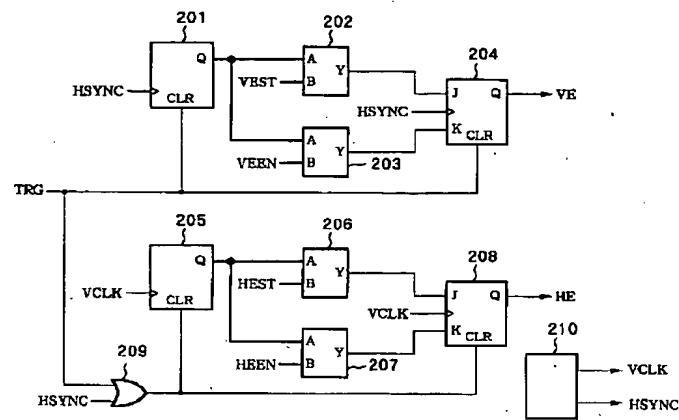 201
Q
HSYNC
CLR
202
A
Y
VEST
B
A
Y
VEEN
B
203
204
J
Q
VE
HSYNC
K
CLR
TRG
205
Q
VCLK
CLR
206
A
Y
HEST
B
A
Y
HEEN
B
207
208
J
Q
HE
VCLK
K
CLR
209
HSYNC
210
VCLK
HSYNC